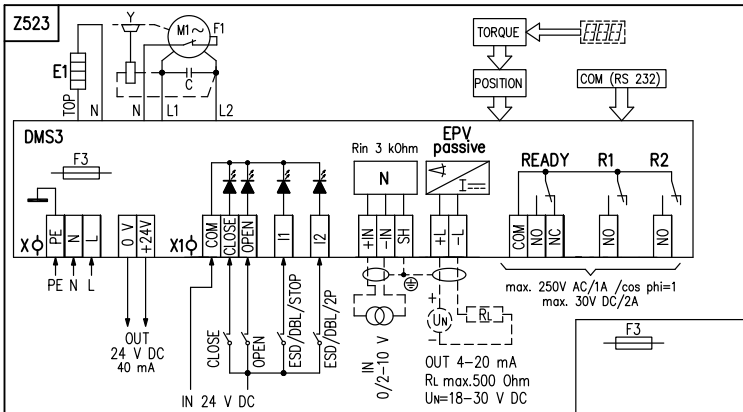 Z523
Y
M1~
F1
E1
C
TOP
N
N
L1
L2
TORQUE
POSITION
COM (RS 232)
DMS3
F3
Rin 3 kOhm
N
EPV
passive
I
READY
R1
R2
X
PE
N
L
0 V
+24V
X1
COM
CLOSE
OPEN
I1
I2
+IN
-IN
SH
+L
-L
COM
NO
NC
NO
NO
PE N L
OUT
24 V DC
40 mA
CLOSE
OPEN
ESD/DBL/STOP
ESD/DBL/2P
IN 24 V DC
IN
0/2-10 V
+
UN
-
RL
OUT 4-20 mA
RL max.500 Ohm
UN=18-30 V DC
max. 250V AC/1A /cos phi=1
max. 30V DC/2A
F3